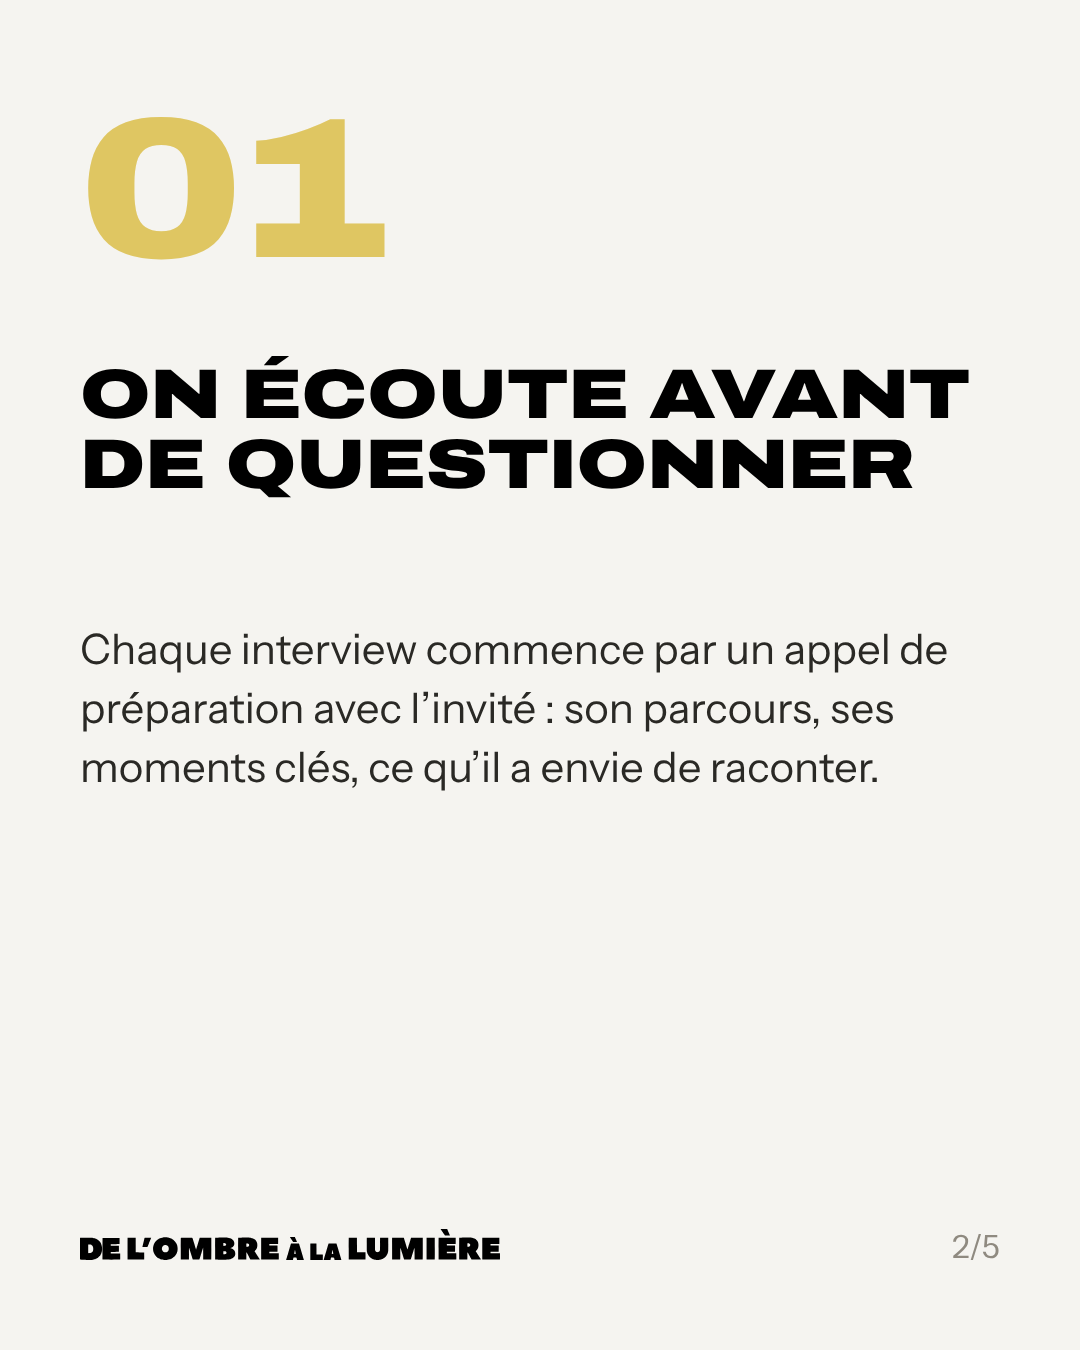 01
ON ÉCOUTE AVANT
DE QUESTIONNER
Chaque interview commence par un appel de
préparation avec l’invité : son parcours, ses
moments clés, ce qu’il a envie de raconter.
DE L’OMBRE À LA LUMIÈRE
2/5